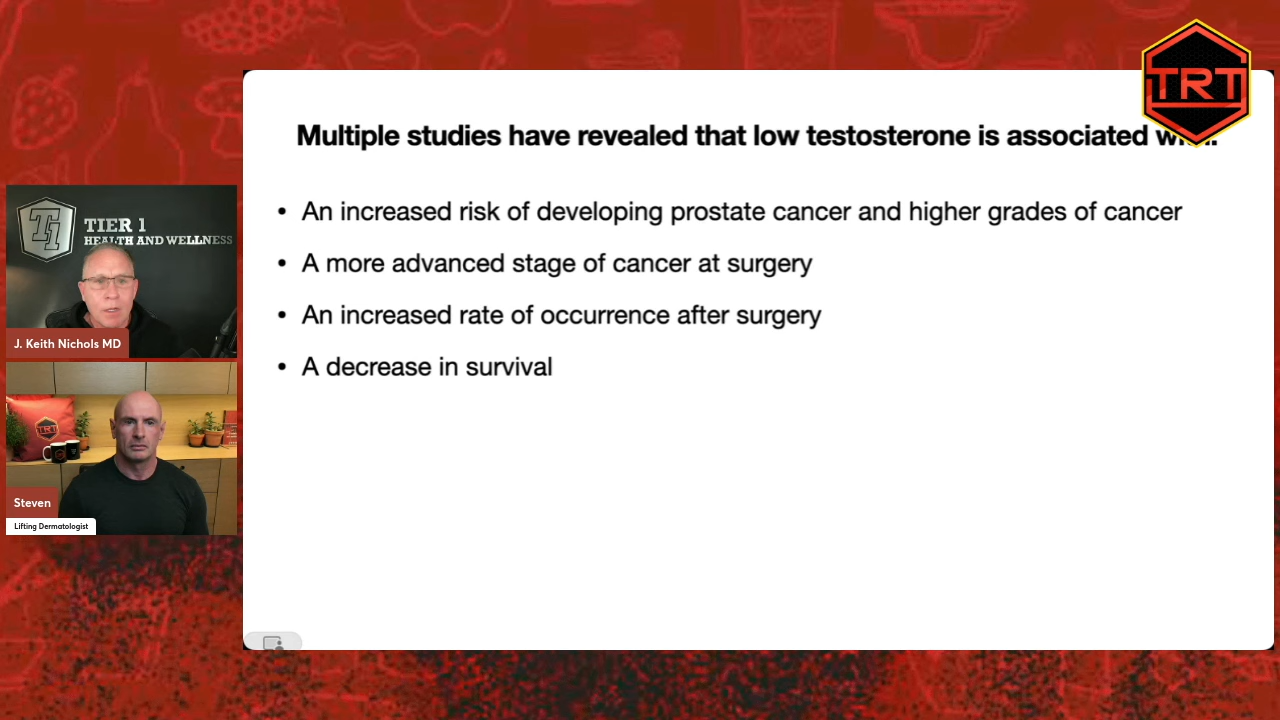 TRT
Multiple studies have revealed that low testosterone is associated
An increased risk of developing prostate cancer and higher grades of cancer
A more advanced stage of cancer at surgery
An increased rate of occurrence after surgery
A decrease in survival
T1
TIER 1
HEALTH AND WELLNESS
J. Keith Nichols MD
TRT
Steven
Lifting Dermatologist